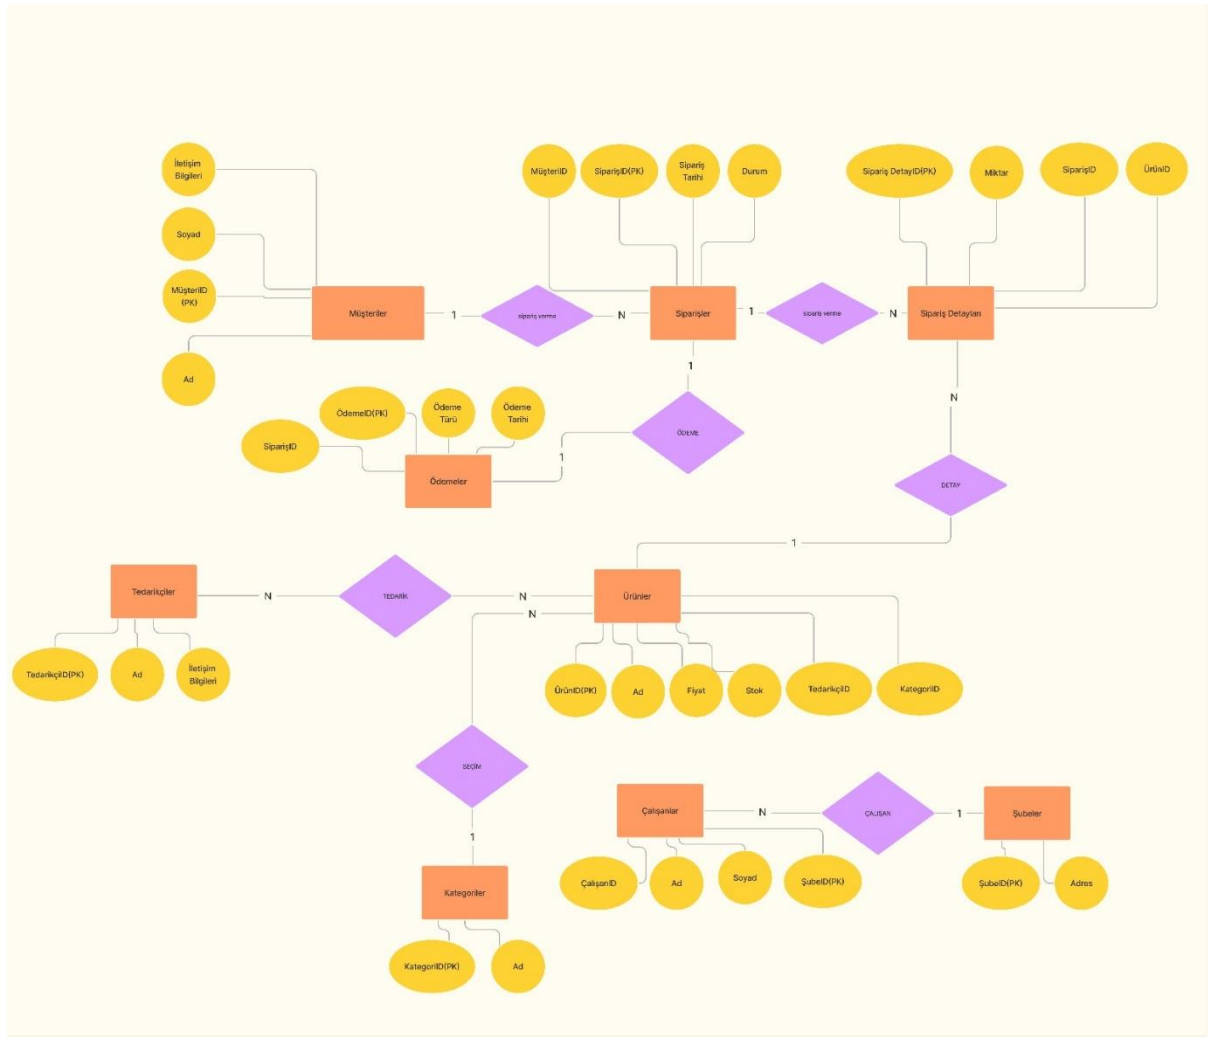 İletişim
Bilgileri
Soyad
MüşteriID
(PK)
Ad
Müşteriler
1
sipariş verme
N
MüşteriID
SiparişID(PK)
Sipariş
Tarihi
Durum
Siparişler
1
sipariş verme
N
Sipariş DetayID(PK)
Miktar
SiparişID
ÜrünID
Sipariş Detayları
1
ÖDEME
1
SiparişID
ÖdemeID(PK)
Ödeme
Türü
Ödeme
Tarihi
Ödemeler
N
DETAY
1
Tedarikçiler
N
TEDARİK
N
Ürünler
N
TedarikçiID(PK)
Ad
İletişim
Bilgileri
ÜrünID(PK)
Ad
Fiyat
Stok
TedarikçiID
KategoriID
SEÇİM
1
Kategoriler
KategoriID(PK)
Ad
Çalışanlar
N
ÇALIŞAN
1
Şubeler
ÇalışanID
Ad
Soyad
ŞubeID(PK)
ŞubeID(PK)
Adres